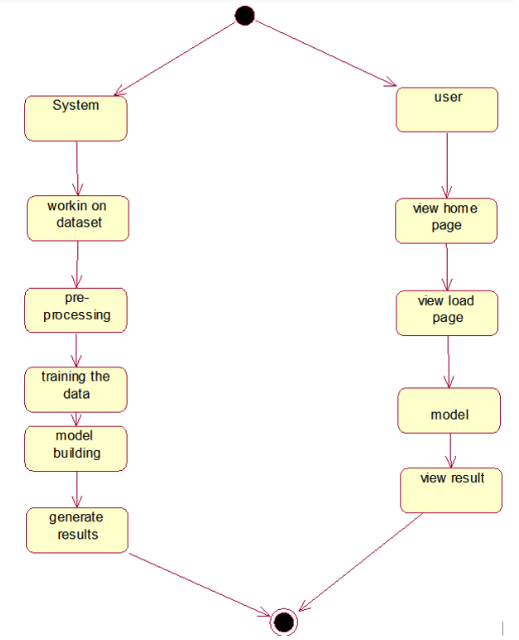 System
workin on
dataset
pre-
processing
training the
data
model
building
generate
results
user
view home
page
view load
page
model
view result